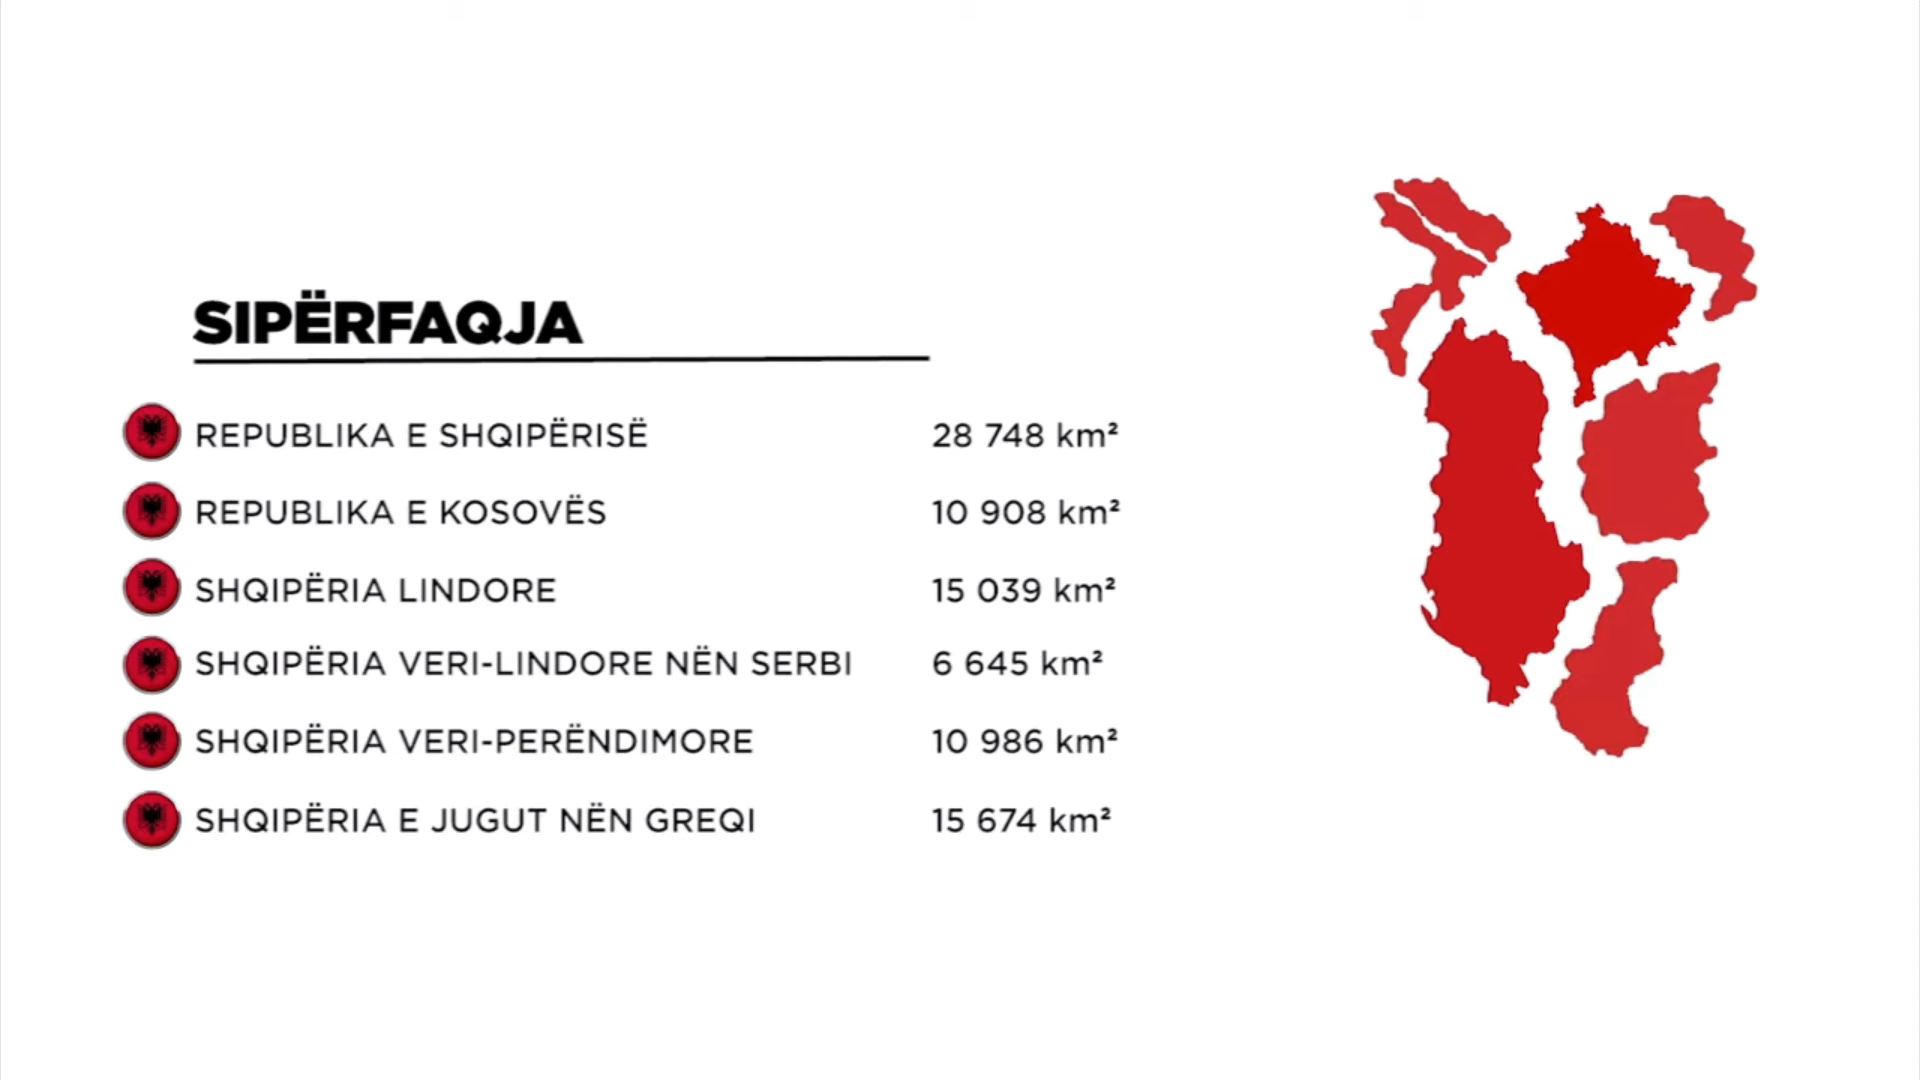 SIPËRFAQJA
REPUBLIKA E SHQIPËRISË 28 748 km²
REPUBLIKA E KOSOVËS 10 908 km²
SHQIPËRIA LINDORE 15 039 km²
SHQIPËRIA VERI-LINDORE NËN SERBI 6 645 km²
SHQIPËRIA VERI-PERËNDIMORE 10 986 km²
SHQIPËRIA E JUGUT NËN GREQI 15 674 km²